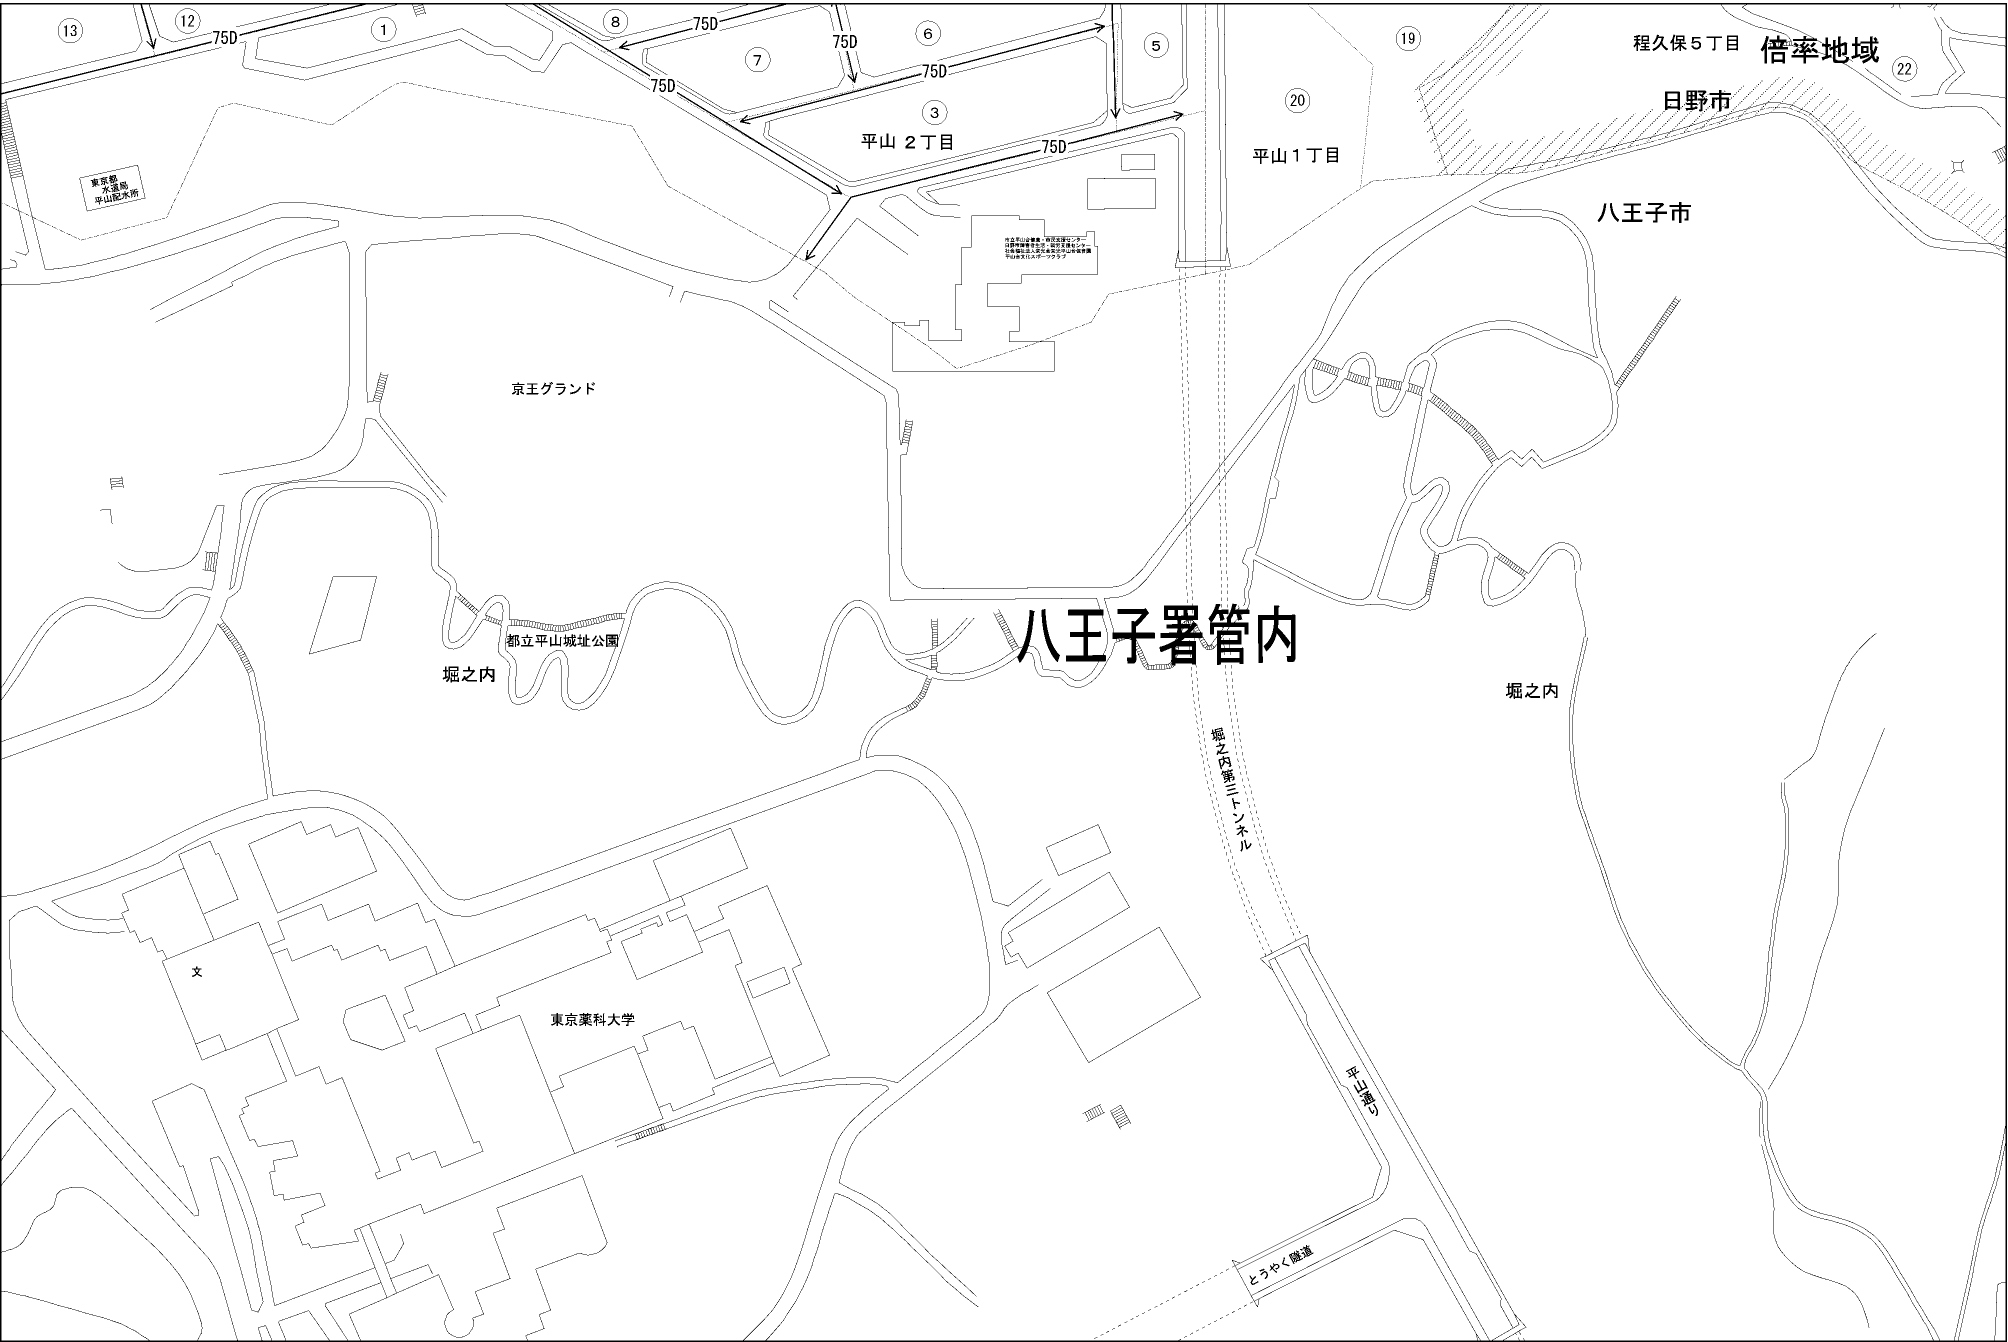 13
12
75D
1
8
75D
7
75D
6
75D
75D
5
3
平山 2丁目
75D
19
20
平山1丁目
程久保5丁目
倍率地域
22
日野市
八王子市
東京都
水道局
平山配水所
京王グランド
都立平山城址公園
堀之内
八王子署管内
堀之内
堀之内第三トンネル
文
東京薬科大学
平山通り
とうやく隧道